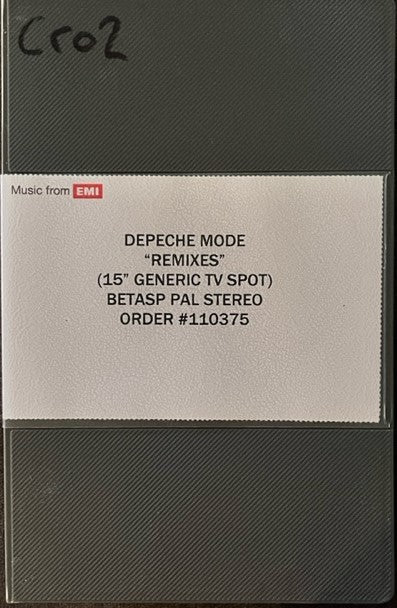 Cro2
Music from EMI
DEPECHE MODE
“REMIXES”
(15” GENERIC TV SPOT)
BETASP PAL STEREO
ORDER #110375